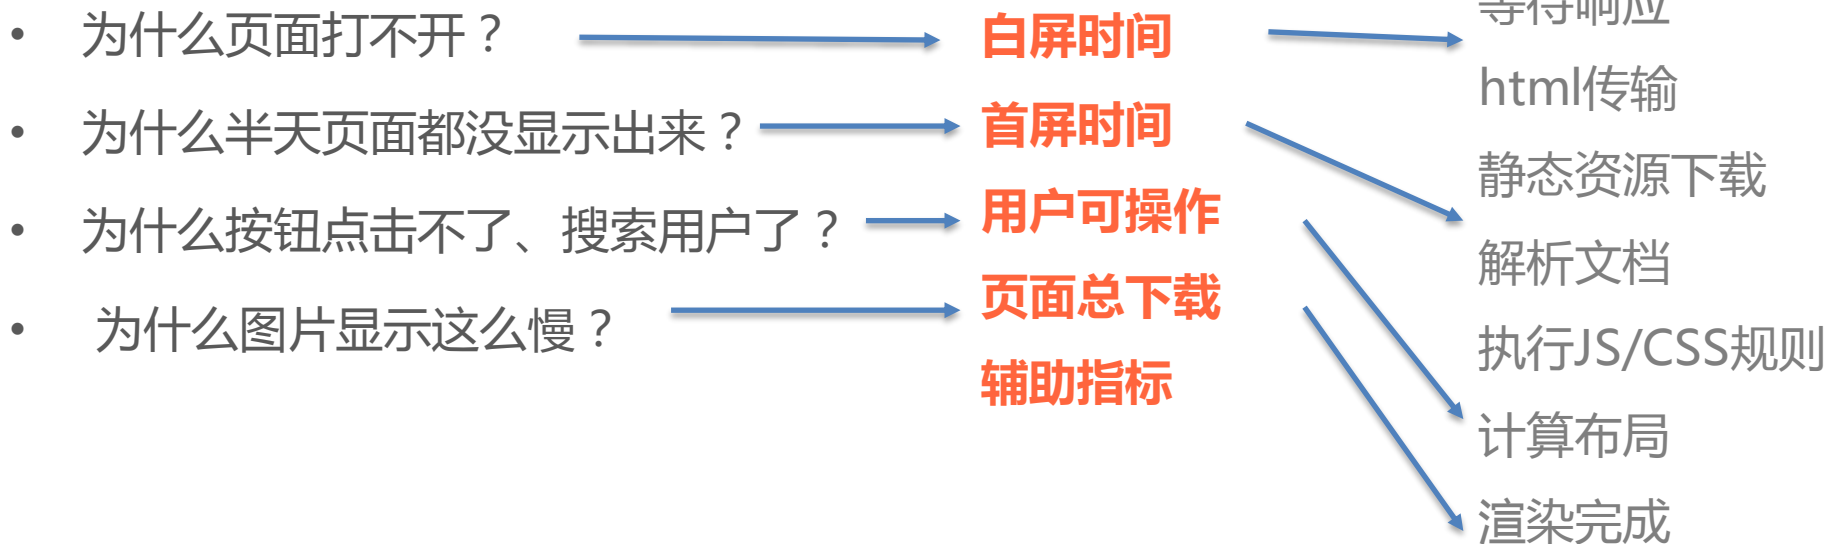 • 为什么页面打不开？
• 为什么半天页面都没显示出来？
• 为什么按钮点击不了、搜索用户了？
• 为什么图片显示这么慢？
白屏时间
首屏时间
用户可操作
页面总下载
辅助指标
等待响应
html传输
静态资源下载
解析文档
执行JS/CSS规则
计算布局
渲染完成